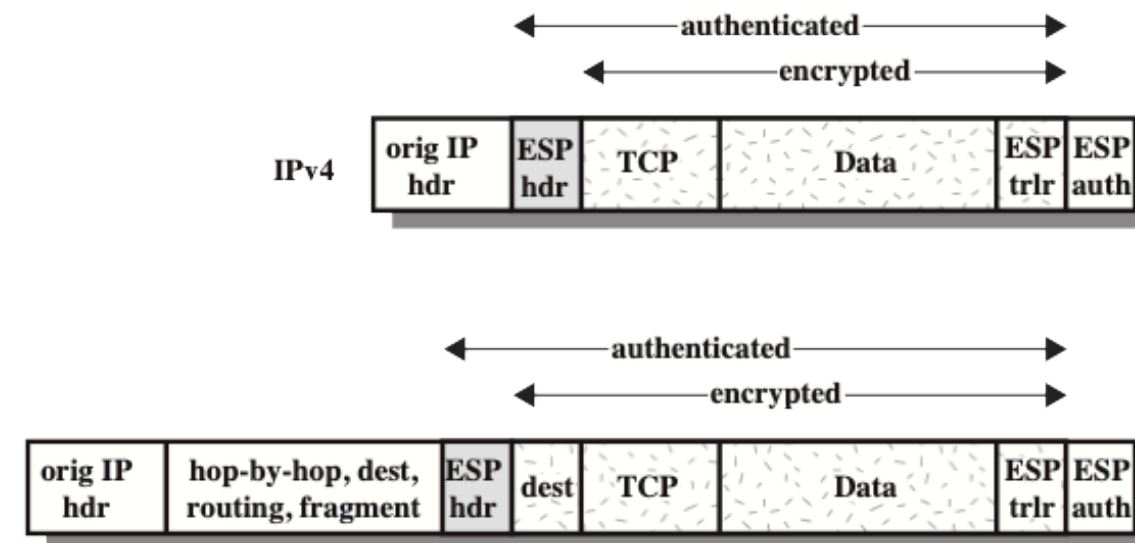 authenticated
encrypted
IPv4
orig IP
hdr
ESP
hdr
TCP
Data
ESP
trlr
ESP
auth
authenticated
encrypted
orig IP
hdr
hop-by-hop, dest,
routing, fragment
ESP
hdr
dest
TCP
Data
ESP
trlr
ESP
auth